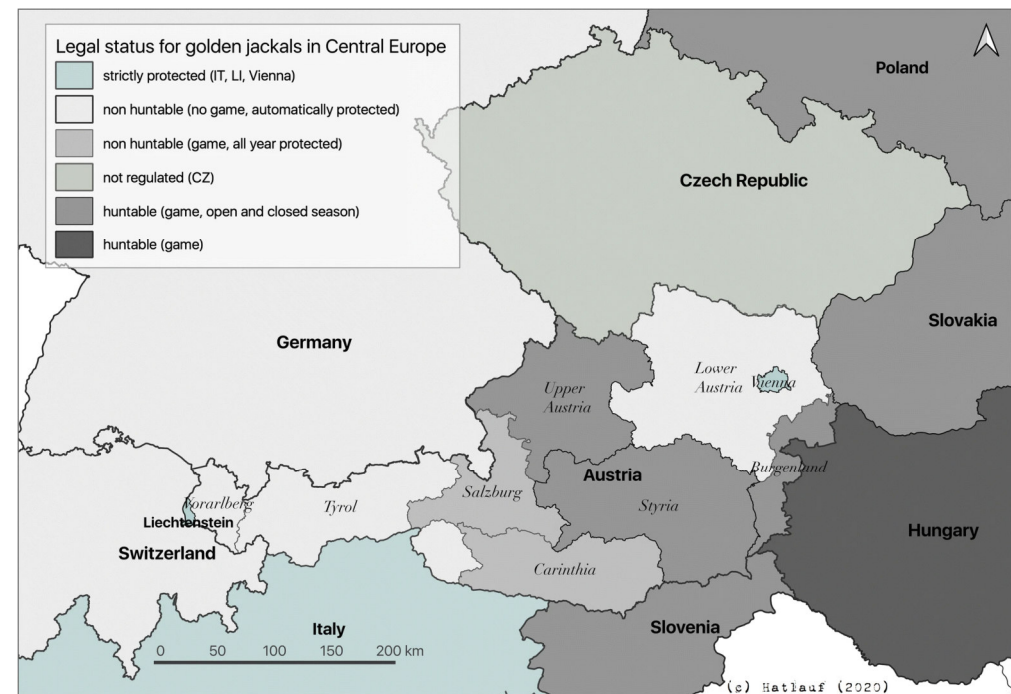 Legal status for golden jackals in Central Europe
strictly protected (IT, LI, Vienna)
non huntable (no game, automatically protected)
non huntable (game, all year protected)
not regulated (CZ)
huntable (game, open and closed season)
huntable (game)
Poland
Czech Republic
Slovakia
Germany
Lower
Austria
Vienna
Upper
Austria
Burgenland
Austria
Salzburg
Styria
Vorarlberg
Tyrol
Liechtenstein
Switzerland
Hungary
Carinthia
Italy
Slovenia
0 50 100 150 200 km
(c) Hatlauf (2020)